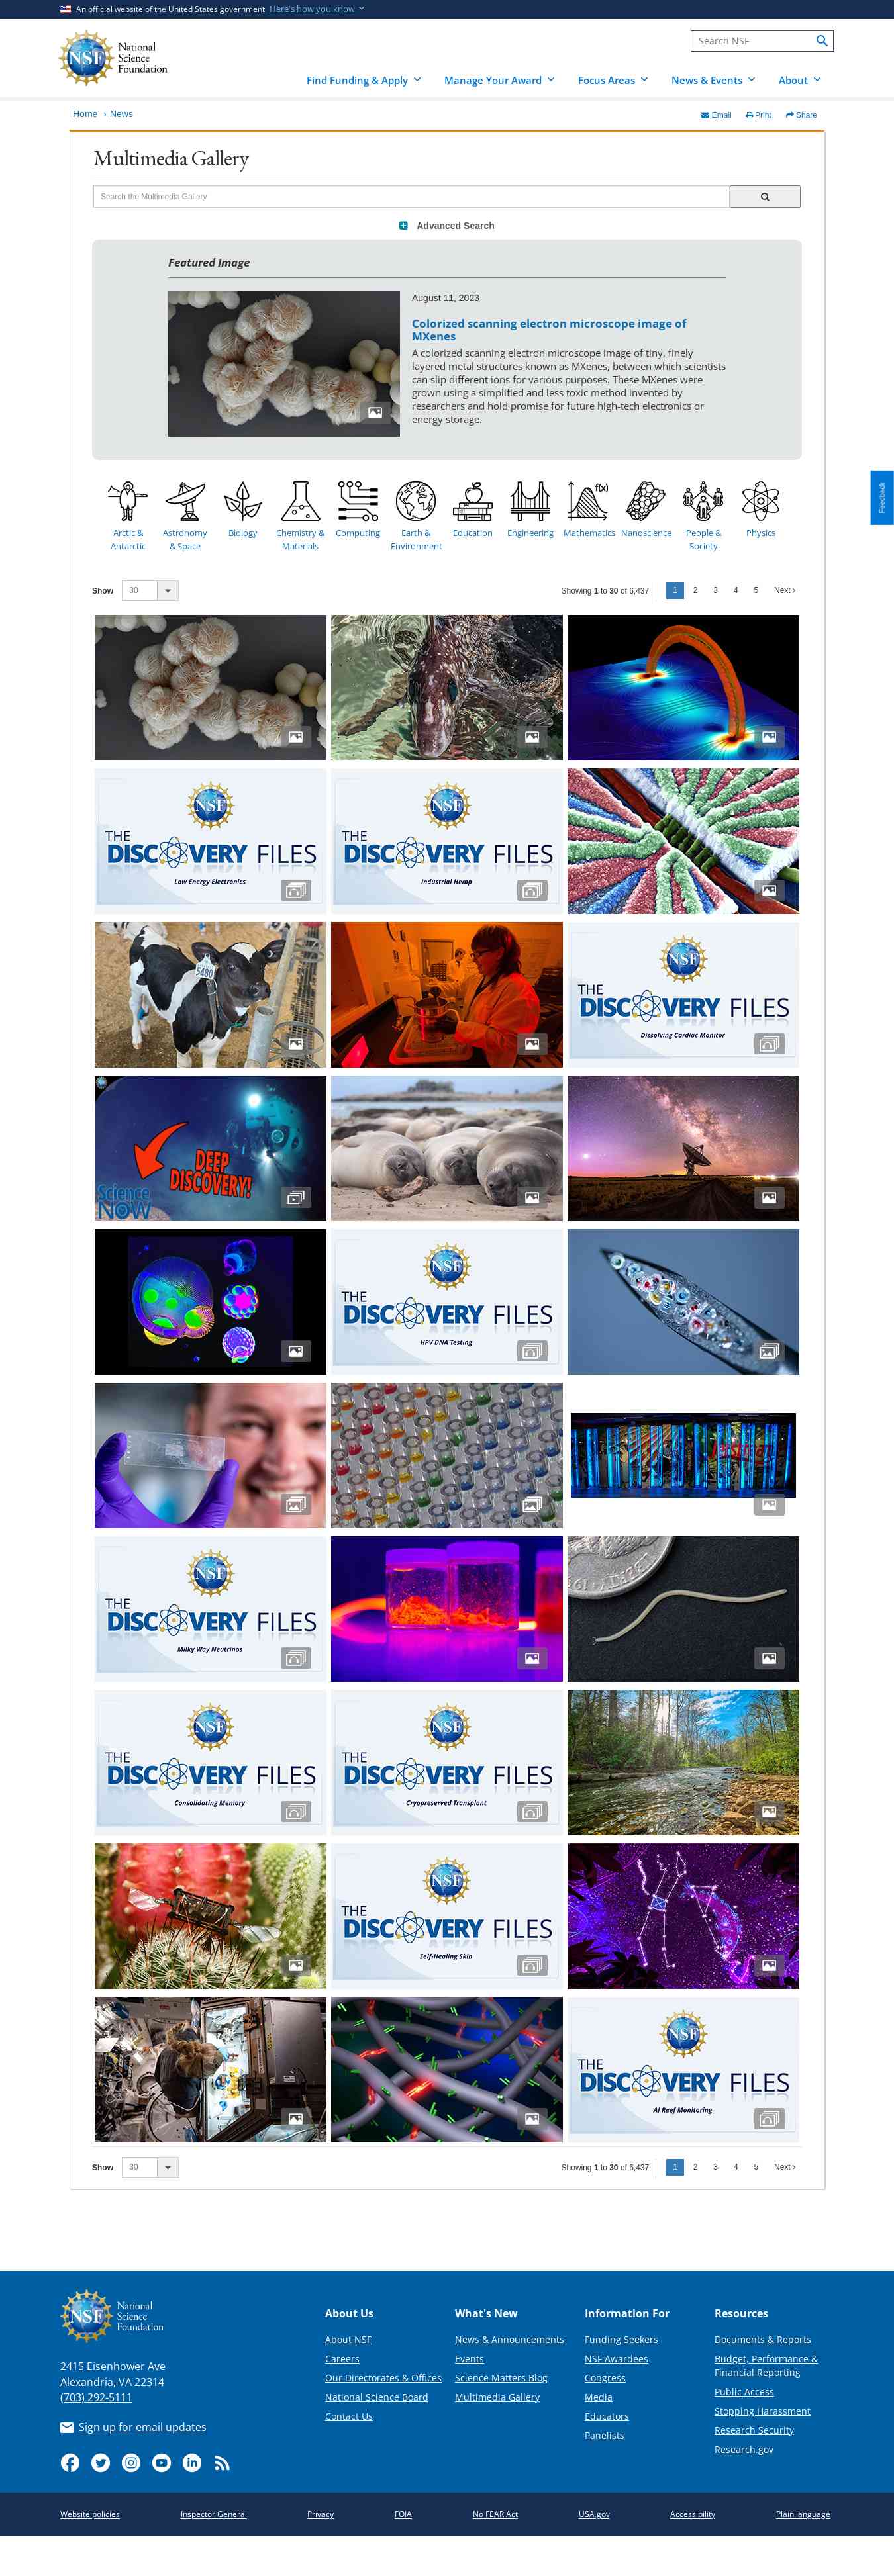 An official website of the United States government Here's how you know
National
Science
Foundation
Search NSF
Find Funding & Apply
Manage Your Award
Focus Areas
News & Events
About
Home › News
Email
Print
Share
Multimedia Gallery
Search the Multimedia Gallery
Advanced Search
Featured Image
August 11, 2023
Colorized scanning electron microscope image of
MXenes
A colorized scanning electron microscope image of tiny, finely
layered metal structures known as MXenes, between which scientists
can slip different ions for various purposes. These MXenes were
grown using a simplified and less toxic method invented by
researchers and hold promise for future high-tech electronics or
energy storage.
Feedback
f(x)
Arctic &
Antarctic
Astronomy
& Space
Biology
Chemistry &
Materials
Computing
Earth &
Environment
Education
Engineering
Mathematics
Nanoscience
People &
Society
Physics
Show 30
Showing 1 to 30 of 6,437
1 2 3 4 5 Next ›
NSF
THE
DISCOVERY FILES
Low Energy Electronics
NSF
THE
DISCOVERY FILES
Industrial Hemp
5480
NSF
THE
DISCOVERY FILES
Dissolving Cardiac Monitor
DEEP
DISCOVERY!
Science
NOW
NSF
THE
DISCOVERY FILES
HPV DNA Testing
NSF
THE
DISCOVERY FILES
Milky Way Neutrinos
NSF
THE
DISCOVERY FILES
Consolidating Memory
NSF
THE
DISCOVERY FILES
Cryopreserved Transplant
NSF
THE
DISCOVERY FILES
Self-Healing Skin
NSF
THE
DISCOVERY FILES
AI Reef Monitoring
Show 30
Showing 1 to 30 of 6,437
1 2 3 4 5 Next ›
NSF
National
Science
Foundation
2415 Eisenhower Ave
Alexandria, VA 22314
(703) 292-5111
Sign up for email updates
About Us
About NSF
Careers
Our Directorates & Offices
National Science Board
Contact Us
What's New
News & Announcements
Events
Science Matters Blog
Multimedia Gallery
Information For
Funding Seekers
NSF Awardees
Congress
Media
Educators
Panelists
Resources
Documents & Reports
Budget, Performance &
Financial Reporting
Public Access
Stopping Harassment
Research Security
Research.gov
Website policies
Inspector General
Privacy
FOIA
No FEAR Act
USA.gov
Accessibility
Plain language